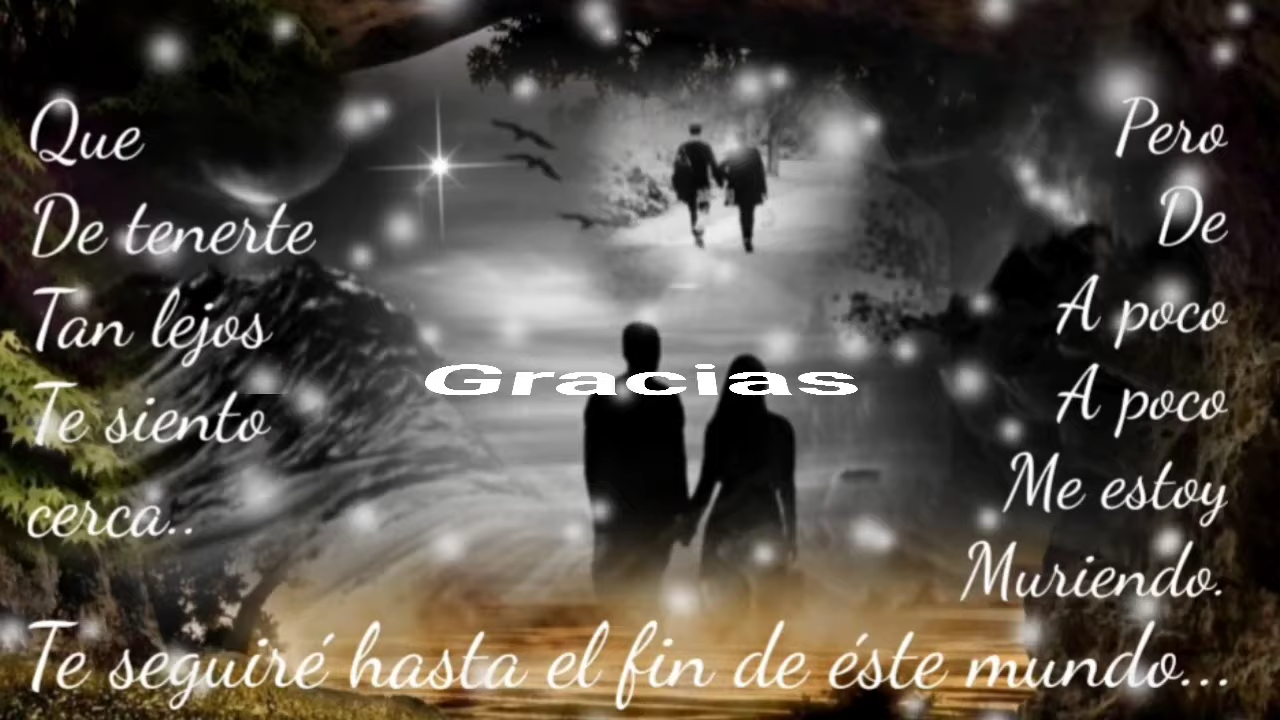 Que
De tenerte
Tan lejos
Te siento
cerca..
Gracias
Pero
De
A poco
A poco
Me estoy
Muriendo.
Te seguiré hasta el fin de éste mundo...